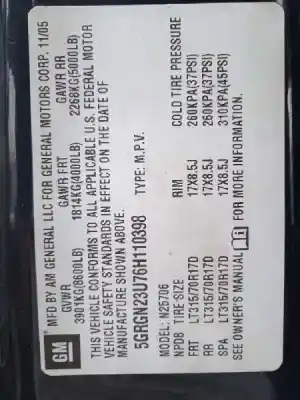 GM
MFD BY AM GENERAL LLC FOR GENERAL MOTORS CORP. 11/05
GVWR GAWR FRT GAWR RR
3901KG(8600LB) 1814KG(4000LB) 2268KG(5000LB)
THIS VEHICLE CONFORMS TO ALL APPLICABLE U.S. FEDERAL MOTOR
VEHICLE SAFETY STANDARDS IN EFFECT ON THE DATE OF
MANUFACTURE SHOWN ABOVE.
5GRGN23U76H110398 TYPE: M.P.V.
MODEL: N25706
NPDB TIRE SIZE RIM COLD TIRE PRESSURE
FRT LT315/70R17D 17X8.5J 260KPA(37PSI)
RR LT315/70R17D 17X8.5J 260KPA(37PSI)
SPA LT315/70R17D 17X8.5J 310KPA(45PSI)
SEE OWNER'S MANUAL FOR MORE INFORMATION.